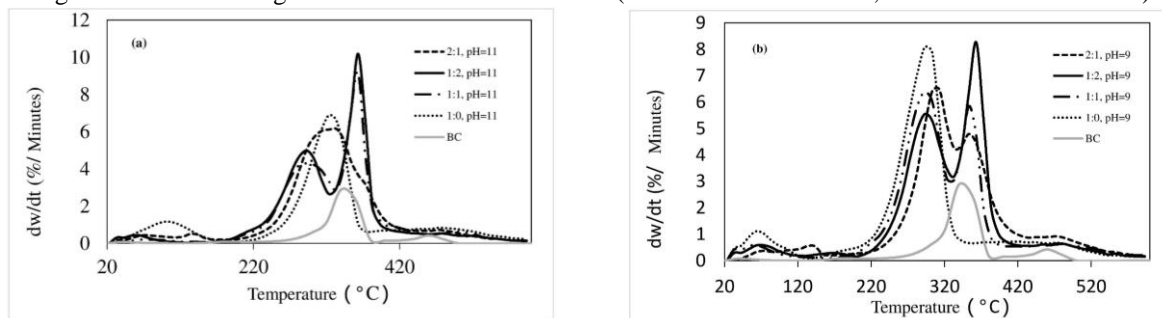 (a)
12
10
8
6
4
2
0
20
220
420
dw/dt (%/ Minutes)
Temperature (°C)
2:1, pH=11
1:2, pH=11
1:1, pH=11
1:0, pH=11
BC
(b)
9
8
7
6
5
4
3
2
1
0
20
120
220
320
420
520
dw/dt (%/ Minutes)
Temperature (°C)
2:1, pH=9
1:2, pH=9
1:1, pH=9
1:0, pH=9
BC